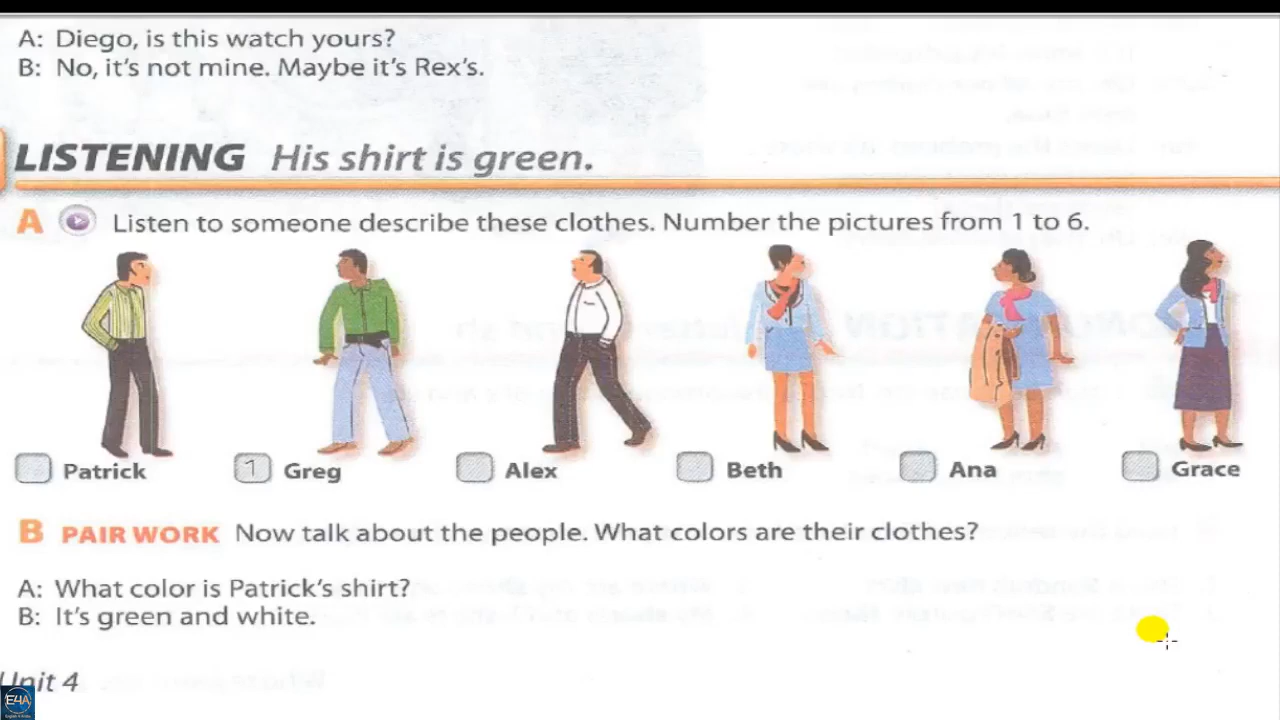 A: Diego, is this watch yours?
B: No, it's not mine. Maybe it's Rex's.
LISTENING His shirt is green.
A Listen to someone describe these clothes. Number the pictures from 1 to 6.
Patrick 1 Greg Alex Beth Ana Grace
B PAIR WORK Now talk about the people. What colors are their clothes?
A: What color is Patrick's shirt?
B: It's green and white.
Unit 4
E4A